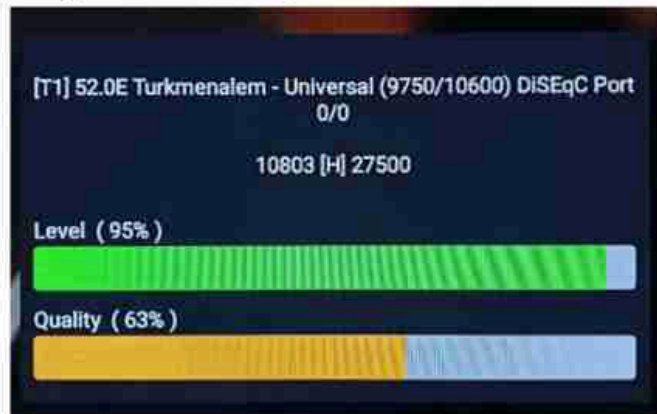 [T1] 52.0E Turkmenalem - Universal (9750/10600) DiSEqC Port
0/0
10803 [H] 27500
Level ( 95% )
Quality ( 63% )